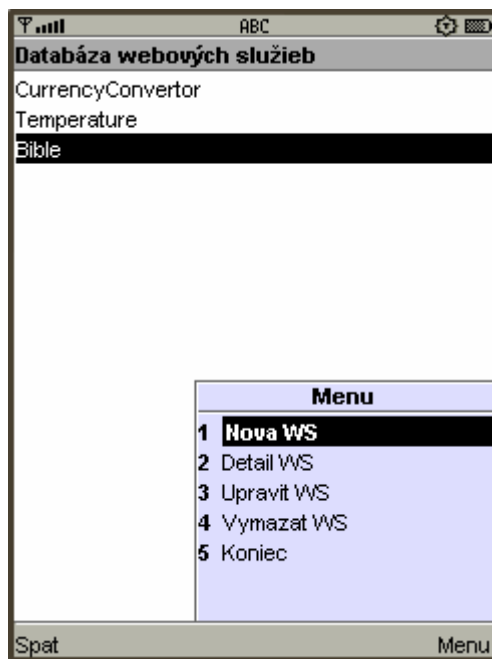 ABC
Databáza webových služieb
CurrencyConvertor
Temperature
Bible
Menu
1 Nova WS
2 Detail WS
3 Upravit WS
4 Vymazat WS
5 Koniec
Spat Menu